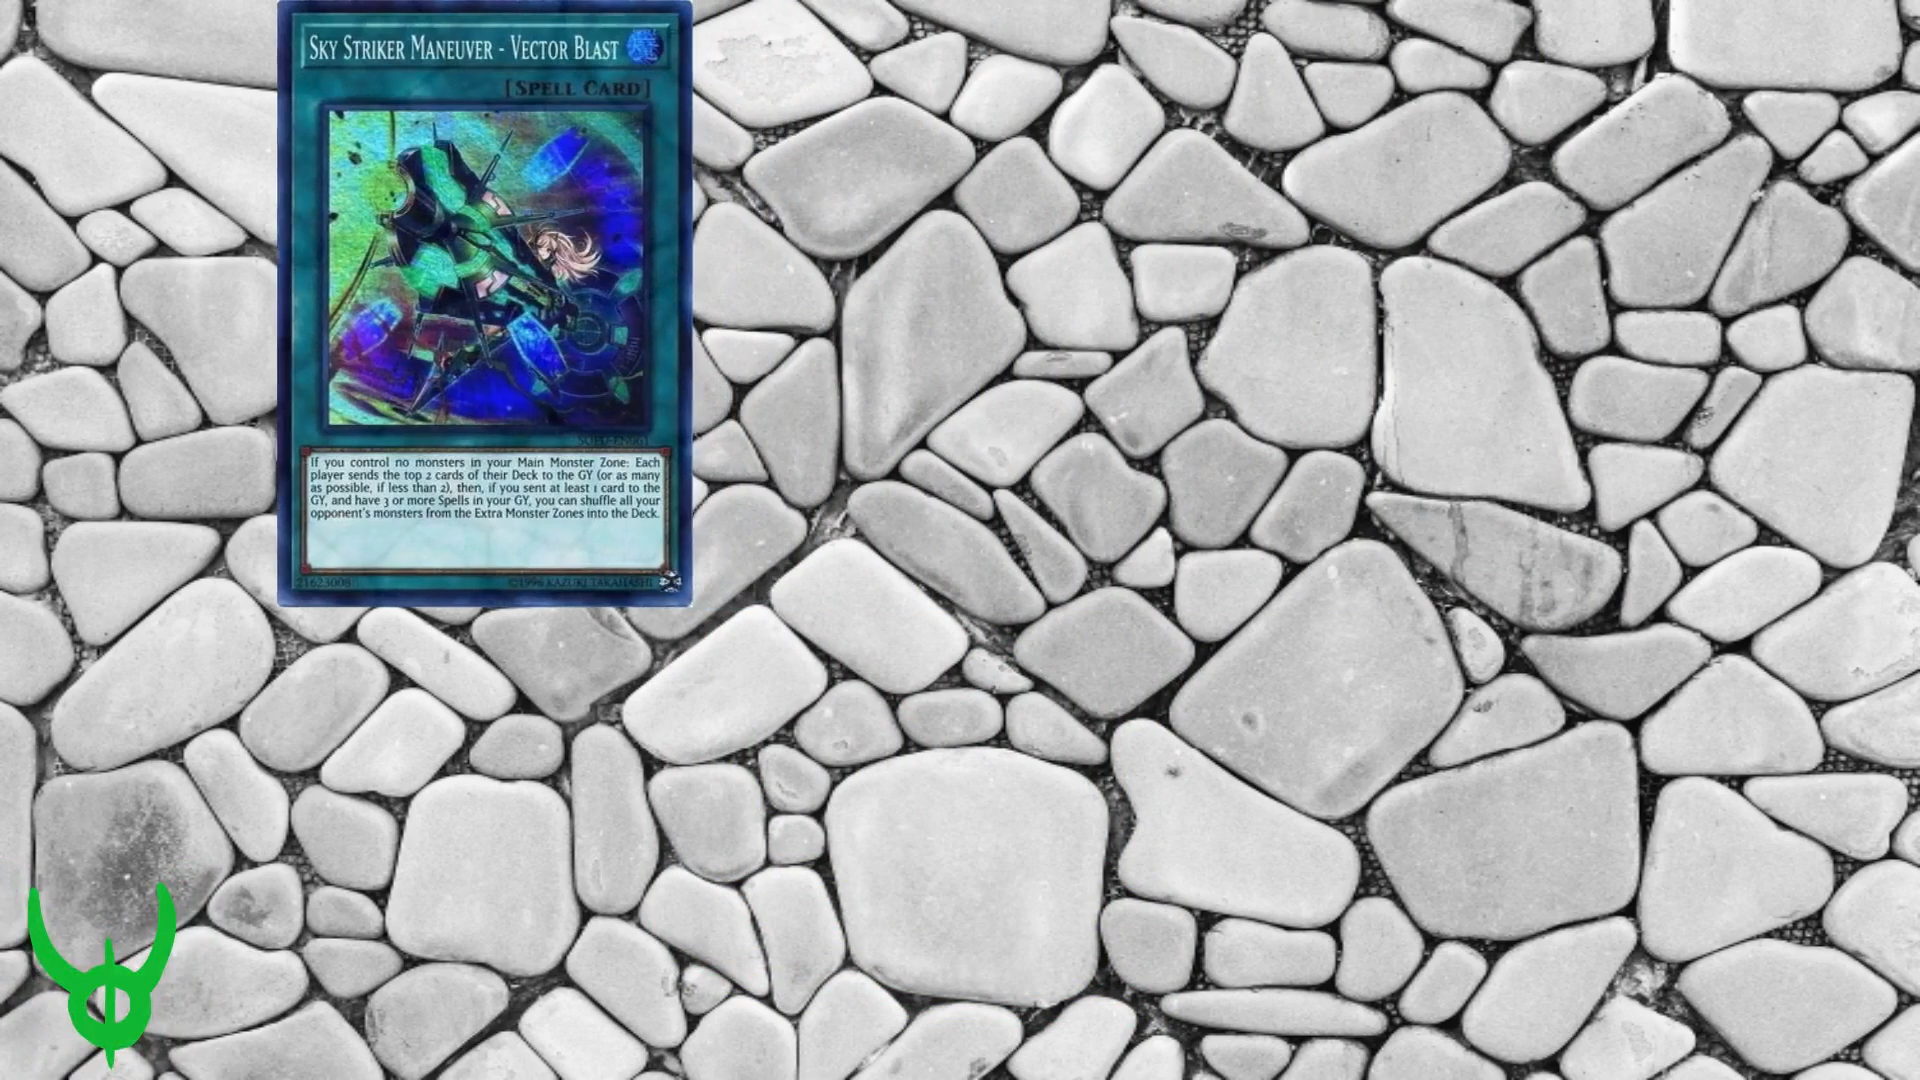 Sky Striker Maneuver - Vector Blast
[Spell Card]
SOFU-EN061
If you control no monsters in your Main Monster Zone: Each
player sends the top 2 cards of their Deck to the GY (or as many
as possible, if less than 2), then, if you sent at least 1 card to the
GY, and have 3 or more Spells in your GY, you can shuffle all your
opponent's monsters from the Extra Monster Zones into the Deck.
21623008
©1996 KAZUKI TAKAHASHI